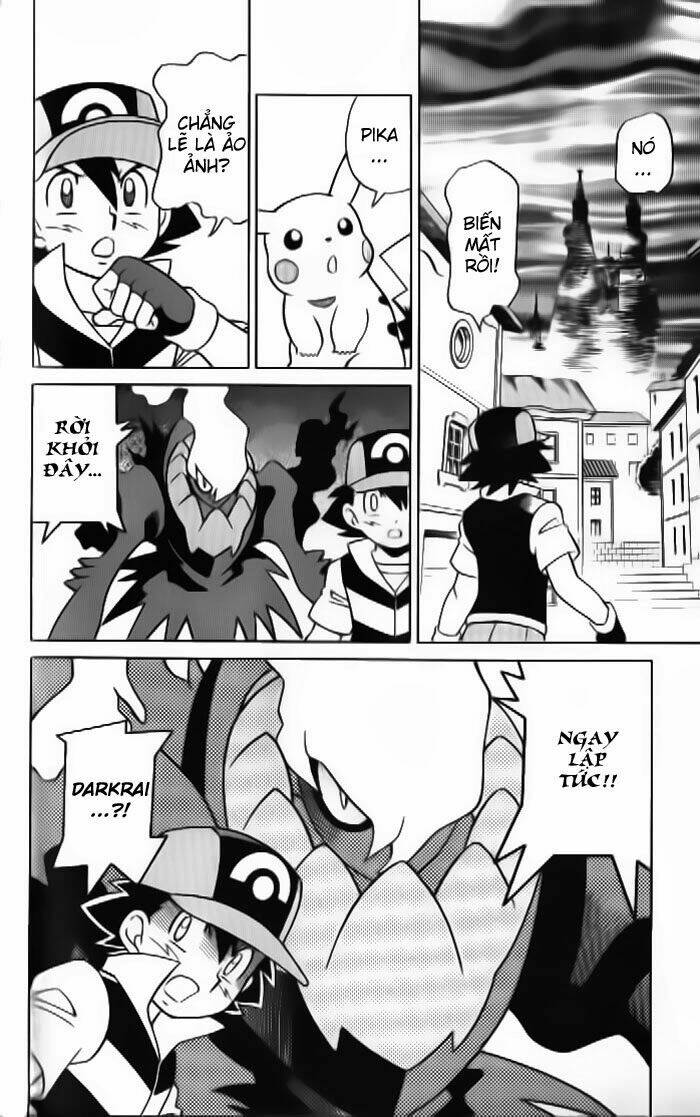 NÓ
...
BIẾN
MẤT
RỒI!
PIKA
...
CHẲNG
LẼ LÀ ẢO
ẢNH?
RỜI
KHỎI
ĐÂY...
NGAY
LẬP
TỨC!!
DARKRAI
...?!